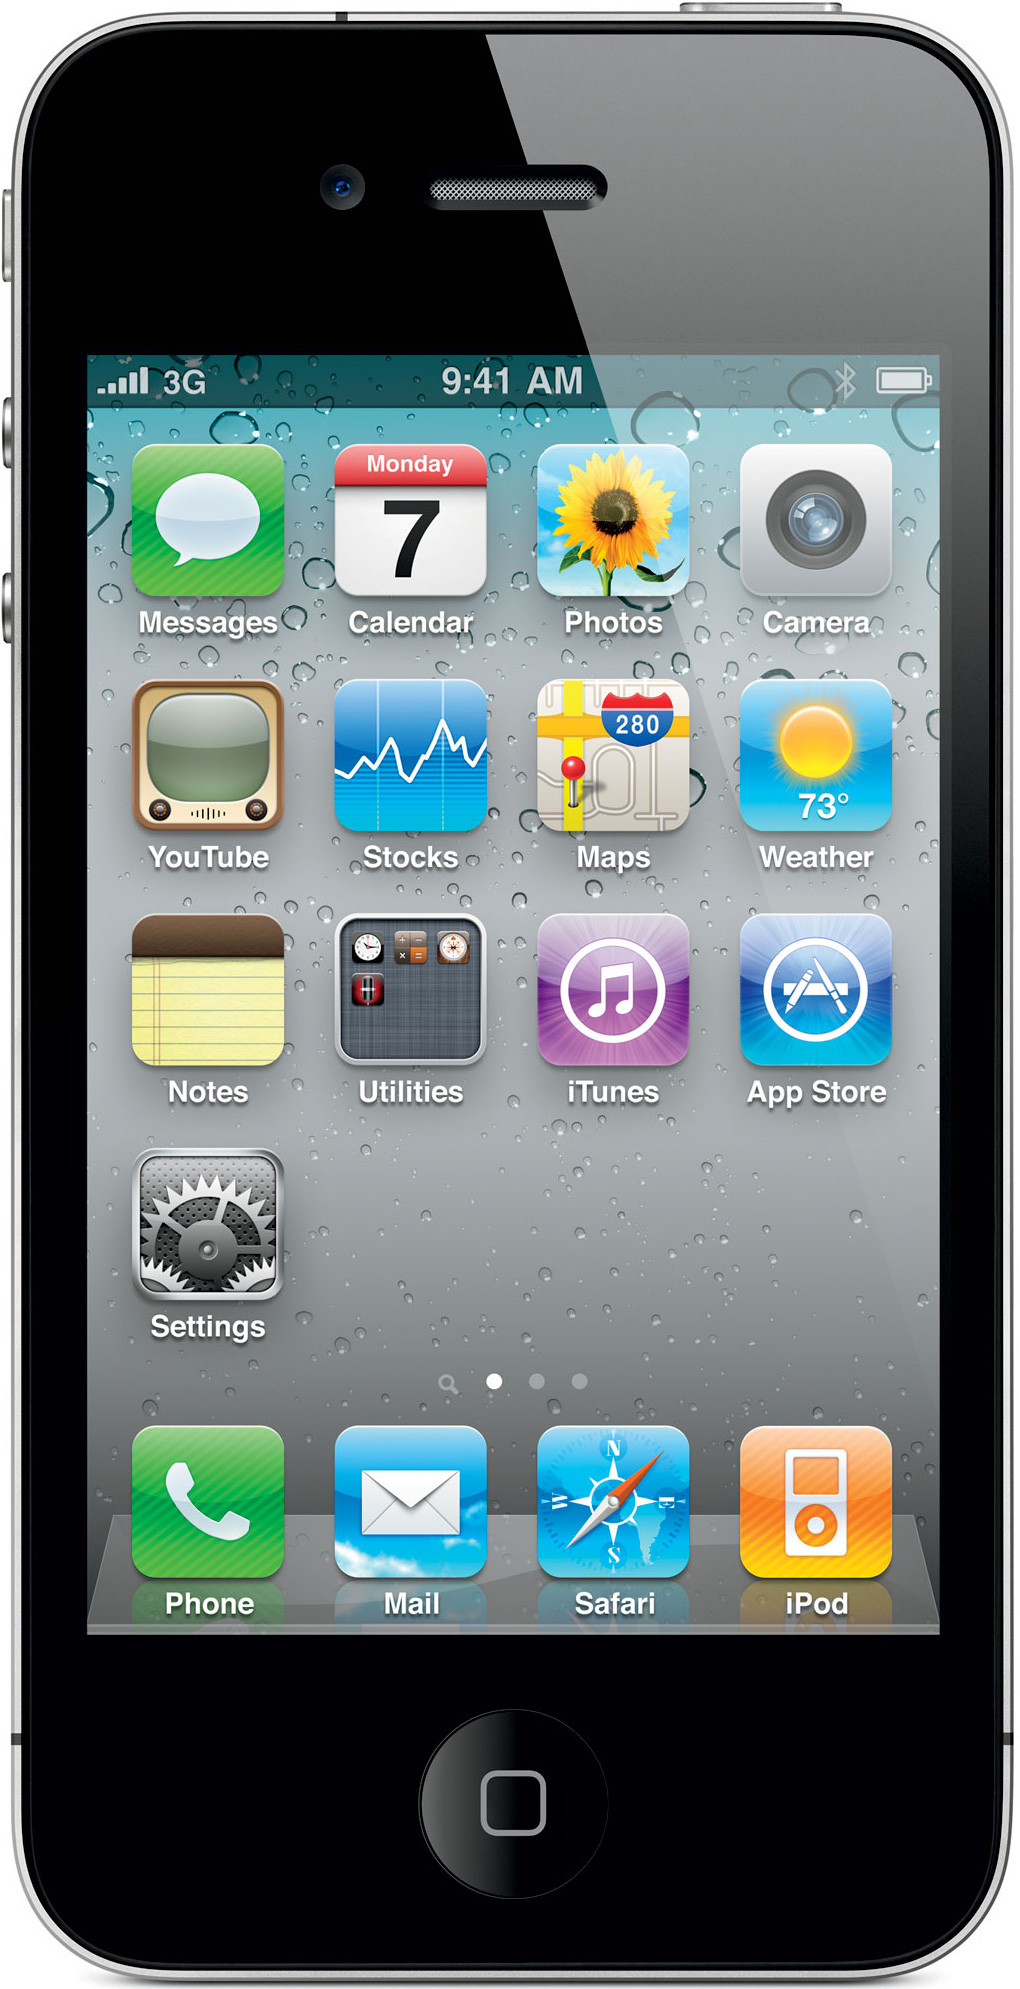 3G 9:41 AM
Monday
7
Messages Calendar Photos Camera
280
73°
YouTube Stocks Maps Weather
Notes Utilities iTunes App Store
Settings
N
W E
S
Phone Mail Safari iPod